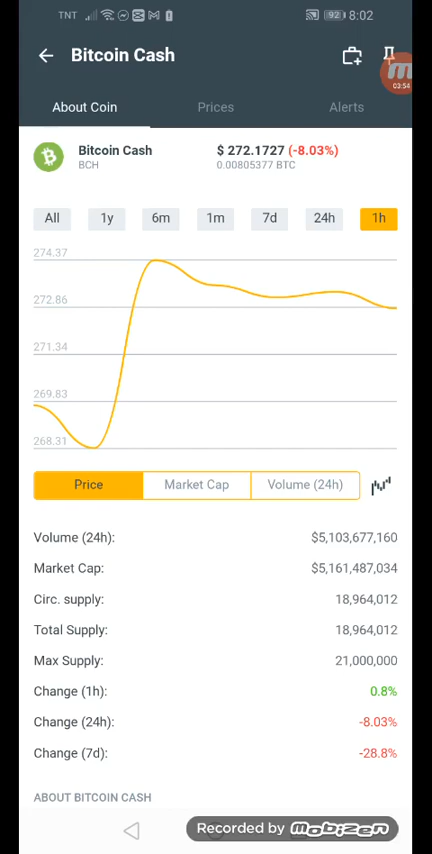 TNT 92 8:02
Bitcoin Cash
03:54
About Coin Prices Alerts
Bitcoin Cash $ 272.1727 (-8.03%)
BCH 0.00805377 BTC
All 1y 6m 1m 7d 24h 1h
274.37
272.86
271.34
269.83
268.31
Price Market Cap Volume (24h)
Volume (24h): $5,103,677,160
Market Cap: $5,161,487,034
Circ. supply: 18,964,012
Total Supply: 18,964,012
Max Supply: 21,000,000
Change (1h): 0.8%
Change (24h): -8.03%
Change (7d): -28.8%
ABOUT BITCOIN CASH
Recorded by mobizen